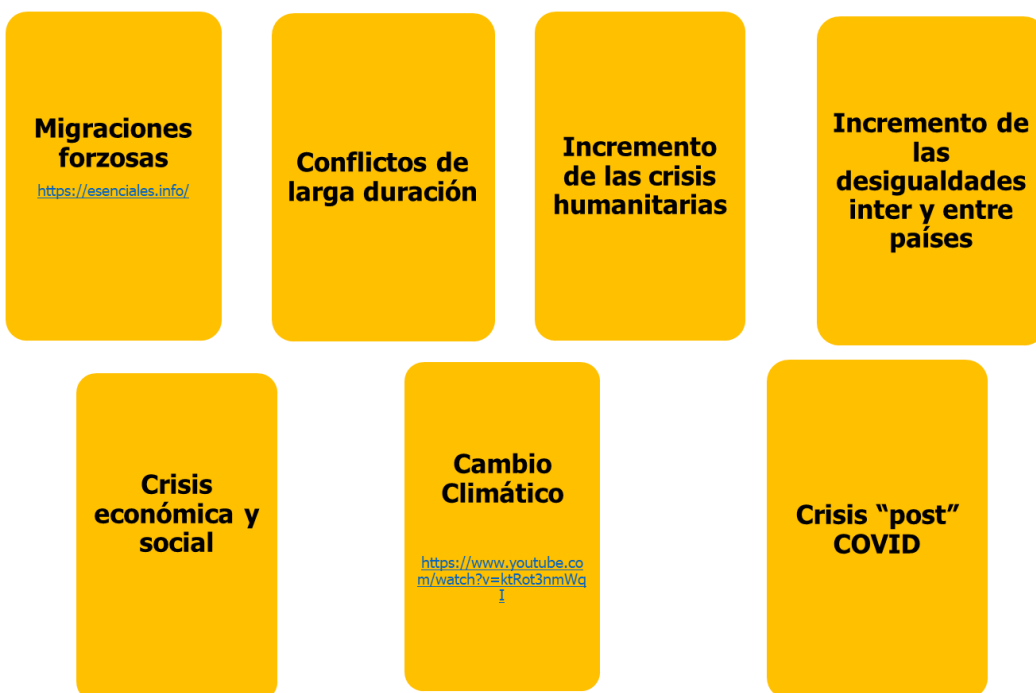 Migraciones
forzosas
https://esenciales.info/
Conflictos de
larga duración
Incremento
de las crisis
humanitarias
Incremento de
las
desigualdades
inter y entre
países
Crisis
económica y
social
Cambio
Climático
https://www.youtube.co
m/watch?v=ktRot3nmWq
I
Crisis “post”
COVID